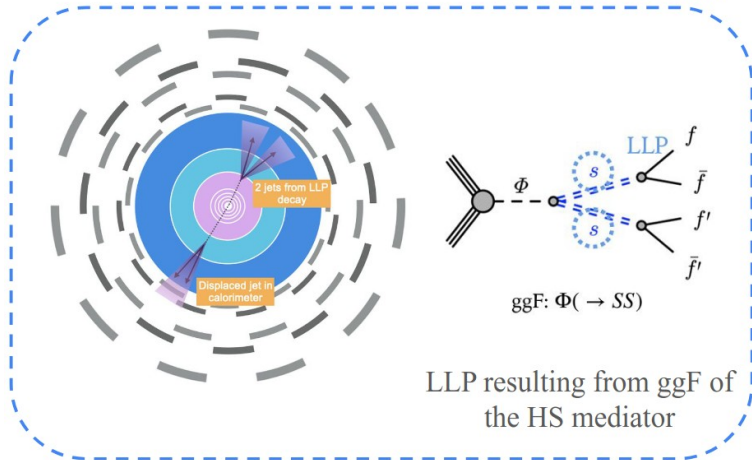 2 jets from LLP
decay
Displaced jet in
calorimeter
LLP
Φ
s
s
f
f̄
f′
f̄′
ggF: Φ( → SS)
LLP resulting from ggF of
the HS mediator